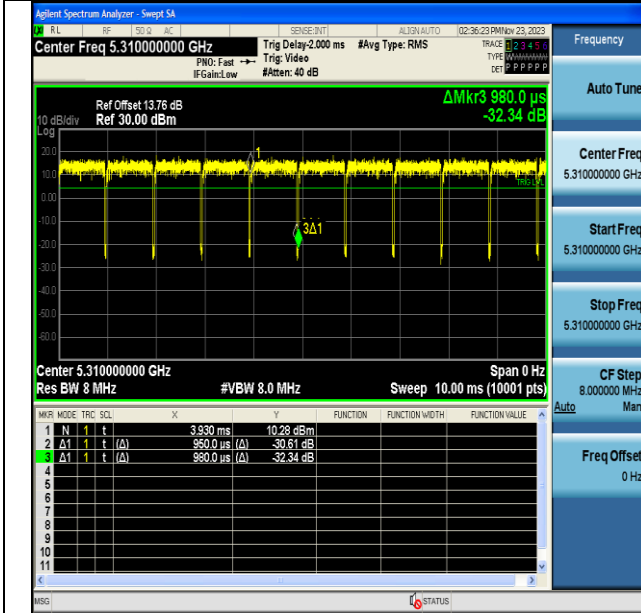 Agilent Spectrum Analyzer - Swept SA
RL RF 50 Ω AC SENSE:INT ALIGN AUTO 02:36:23 PM Nov 23, 2023
Center Freq 5.310000000 GHz
PNO: Fast
IFGain:Low
Trig Delay-2.000 ms
Trig: Video
#Atten: 40 dB
#Avg Type: RMS
TRACE 1 2 3 4 5 6
TYPE
DET P P P P P P
Ref Offset 13.76 dB
10 dB/div Ref 30.00 dBm
Log
ΔMkr3 980.0 µs
-32.34 dB
20.0
10.0
0.00
-10.0
-20.0
-30.0
-40.0
-50.0
-60.0
1
3Δ1
TRIG LVL
Center 5.310000000 GHz Span 0 Hz
Res BW 8 MHz #VBW 8.0 MHz Sweep 10.00 ms (10001 pts)
MKR MODE TRC SCL X Y FUNCTION FUNCTION WIDTH FUNCTION VALUE
1 N 1 t 3.930 ms 10.28 dBm
2 Δ1 1 t (Δ) 950.0 µs (Δ) -30.61 dB
3 Δ1 1 t (Δ) 980.0 µs (Δ) -32.34 dB
4
5
6
7
8
9
10
11
MSG STATUS
Frequency
Auto Tune
Center Freq
5.310000000 GHz
Start Freq
5.310000000 GHz
Stop Freq
5.310000000 GHz
CF Step
8.000000 MHz
Auto Man
Freq Offset
0 Hz